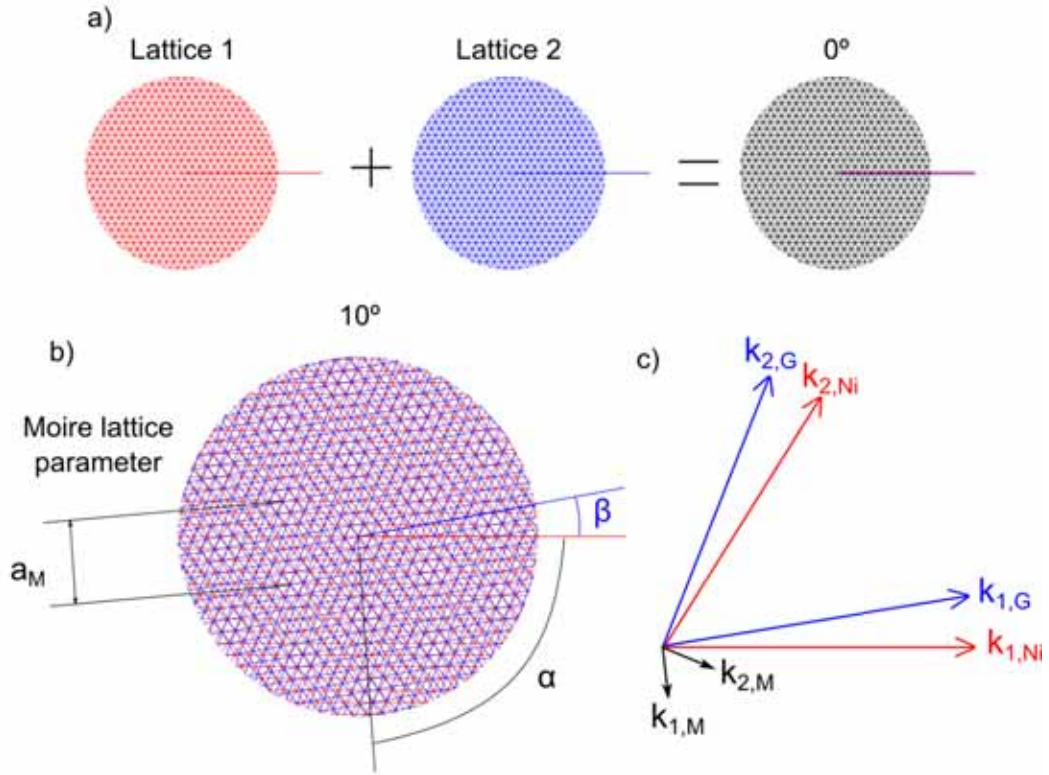 a)
Lattice 1
Lattice 2
0º
+
=
10º
b)
Moire lattice
parameter
a_M
β
α
c)
k_2,G
k_2,Ni
k_1,G
k_1,Ni
k_2,M
k_1,M